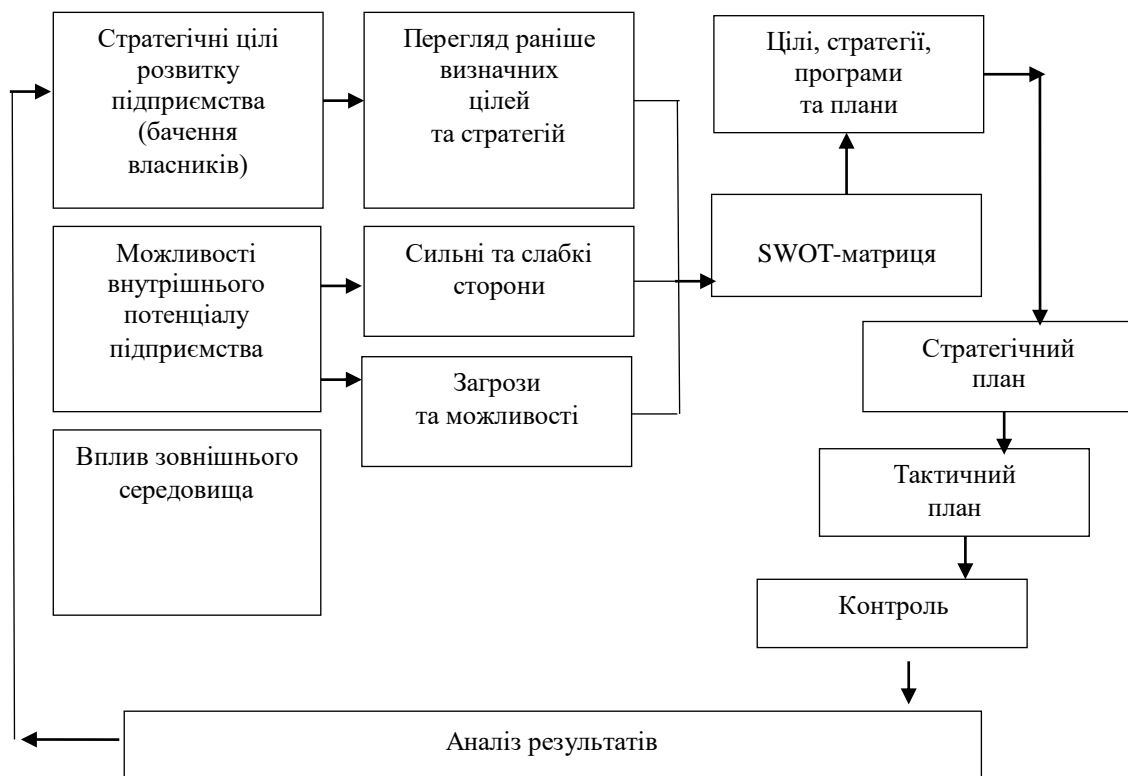 Стратегічні цілі
розвитку
підприємства
(бачення
власників)
Перегляд раніше
визначних
цілей
та стратегій
Цілі, стратегії,
програми
та плани
Можливості
внутрішнього
потенціалу
підприємства
Сильні та слабкі
сторони
SWOT-матриця
Загрози
та можливості
Стратегічний
план
Вплив зовнішнього
середовища
Тактичний
план
Контроль
Аналіз результатів